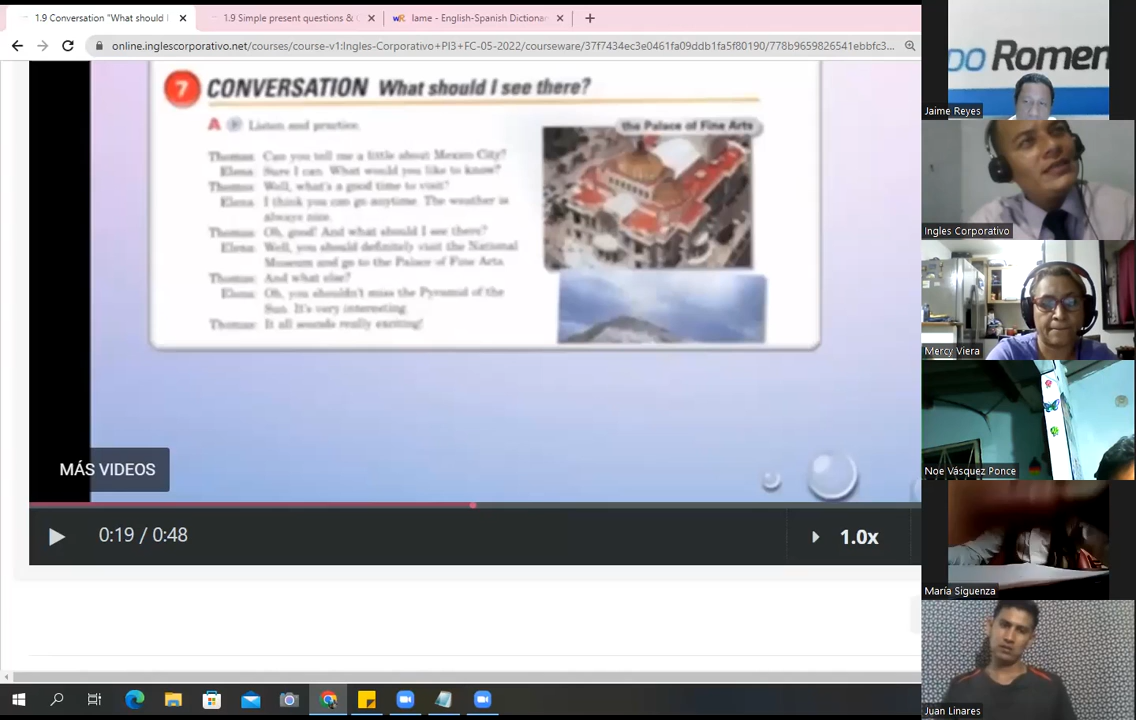 1.9 Conversation "What should I
1.9 Simple present questions &
lame - English-Spanish Dictionar
online.inglescorporativo.net/courses/course-v1:Ingles-Corporativo+PI3+FC-05-2022/courseware/37f7434ec3e0461fa09ddb1fa5f80190/778b9659826541ebbfc3...
7 CONVERSATION What should I see there?
A Listen and practice.
the Palace of Fine Arts
Thomas: Can you tell me a little about Mexico City?
Elena: Sure I can. What would you like to know?
Thomas: Well, what's a good time to visit?
Elena: I think you can go anytime. The weather is
always nice.
Thomas: Oh, good! And what should I see there?
Elena: Well, you should definitely visit the National
Museum and go to the Palace of Fine Arts.
Thomas: And what else?
Elena: Oh, you shouldn't miss the Pyramid of the
Sun. It's very interesting.
Thomas: It all sounds really exciting!
MÁS VIDEOS
0:19 / 0:48
1.0x
Romen
Jaime Reyes
Ingles Corporativo
Mercy Viera
Noe Vásquez Ponce
María Siguenza
Juan Linares